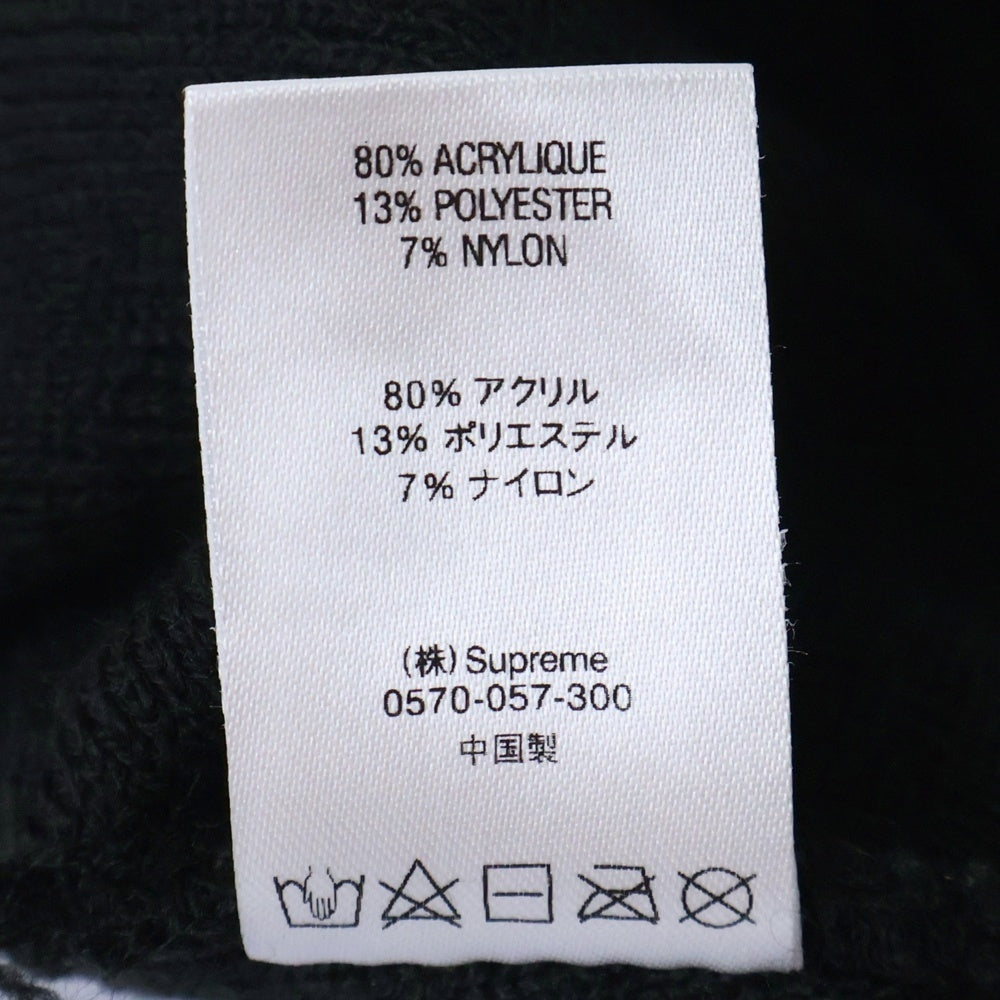 80% ACRYLIQUE
13% POLYESTER
7% NYLON
80% アクリル
13% ポリエステル
7% ナイロン
(株) Supreme
0570-057-300
中国製